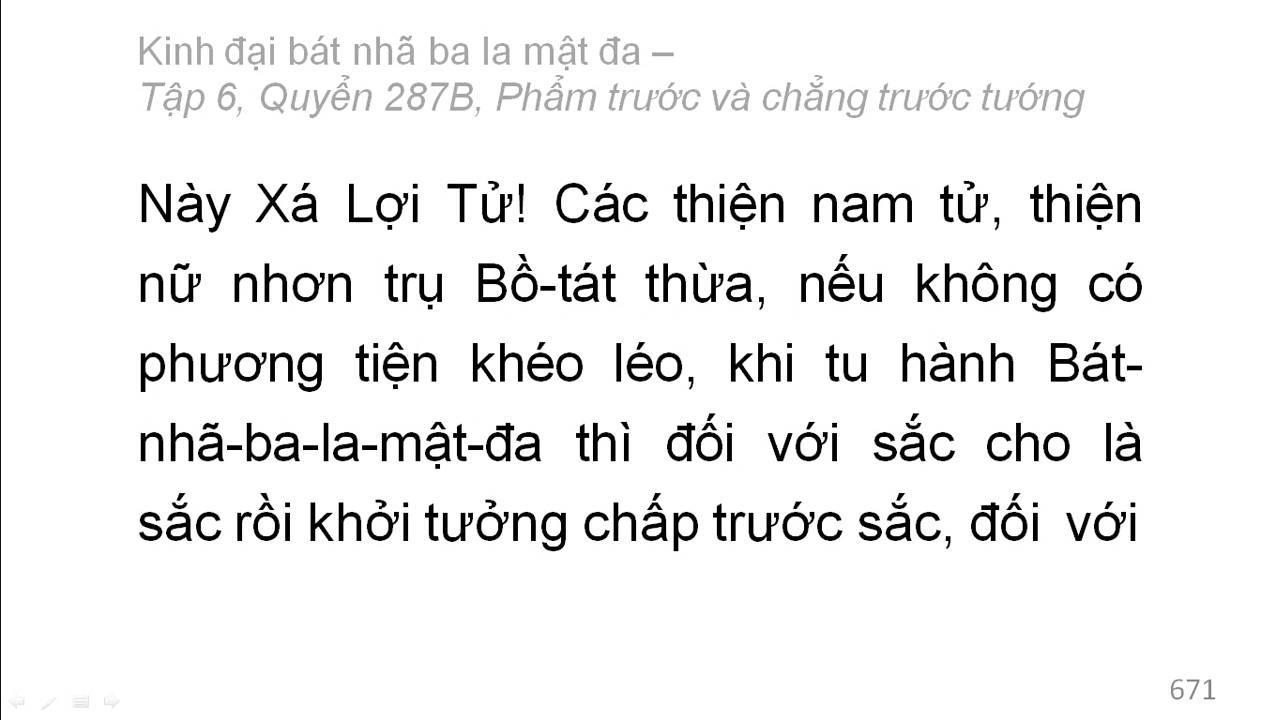 Kinh đại bát nhã ba la mật đa –
Tập 6, Quyển 287B, Phẩm trước và chẳng trước tướng
Này Xá Lợi Tử! Các thiện nam tử, thiện
nữ nhơn trụ Bồ-tát thừa, nếu không có
phương tiện khéo léo, khi tu hành Bát-
nhã-ba-la-mật-đa thì đối với sắc cho là
sắc rồi khởi tưởng chấp trước sắc, đối với
671